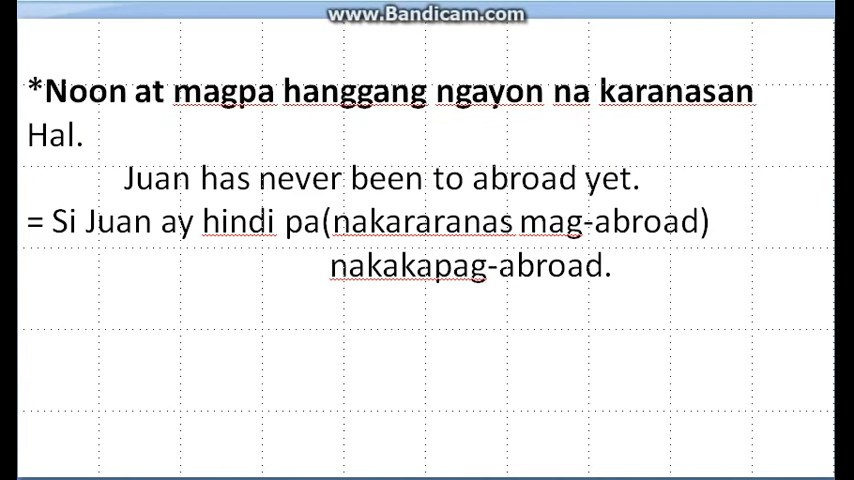 www.Bandicam.com
*Noon at magpa hanggang ngayon na karanasan
Hal.
Juan has never been to abroad yet.
= Si Juan ay hindi pa(nakararanas mag-abroad)
nakakapag-abroad.